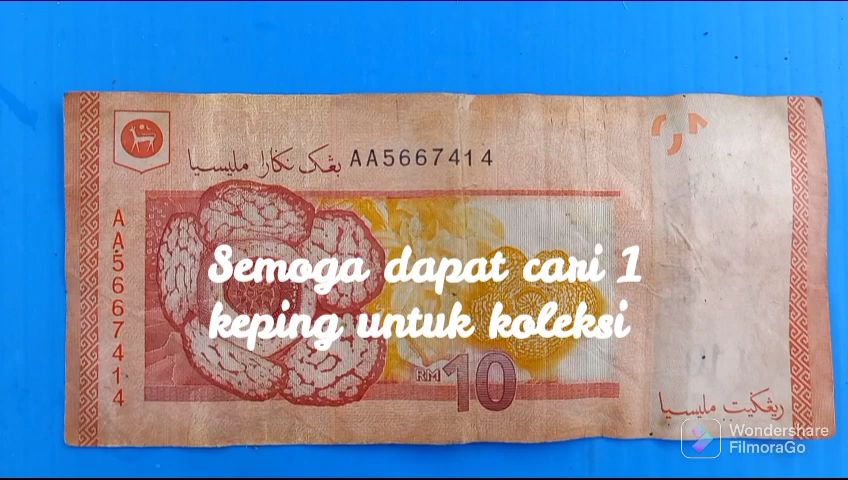 بڠک نݢارا مليسيا AA5667414
AA5667414
Semoga dapat cari 1
keping untuk koleksi
RM10
ريڠݢيت مليسيا
Wondershare
FilmoraGo